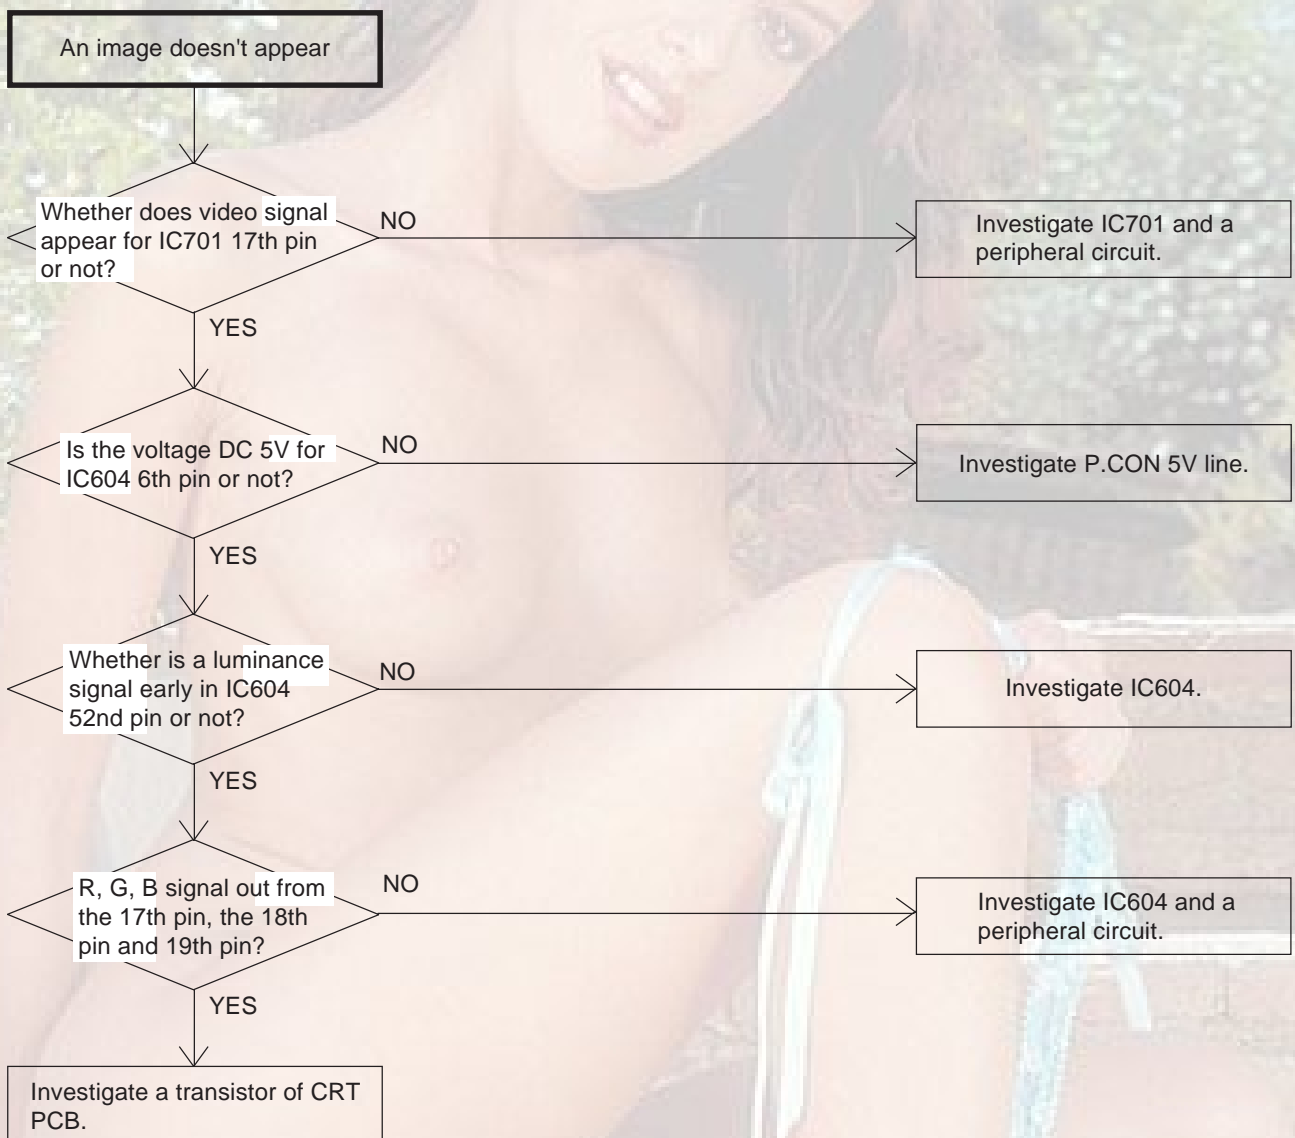 An image doesn't appear
Whether does video signal
appear for IC701 17th pin
or not?
NO
Investigate IC701 and a
peripheral circuit.
YES
Is the voltage DC 5V for
IC604 6th pin or not?
NO
Investigate P.CON 5V line.
YES
Whether is a luminance
signal early in IC604
52nd pin or not?
NO
Investigate IC604.
YES
R, G, B signal out from
the 17th pin, the 18th
pin and 19th pin?
NO
Investigate IC604 and a
peripheral circuit.
YES
Investigate a transistor of CRT
PCB.